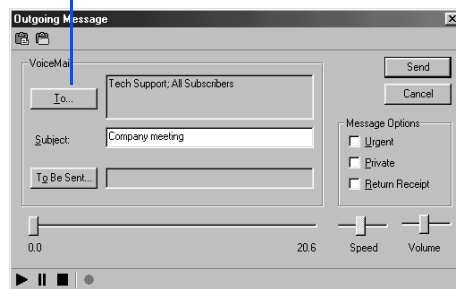 Outgoing Message
VoiceMail
Send
To...
Tech Support; All Subscribers
Cancel
Subject:
Company meeting
Message Options
Urgent
Private
Return Receipt
To Be Sent...
0.0
20.6
Speed
Volume